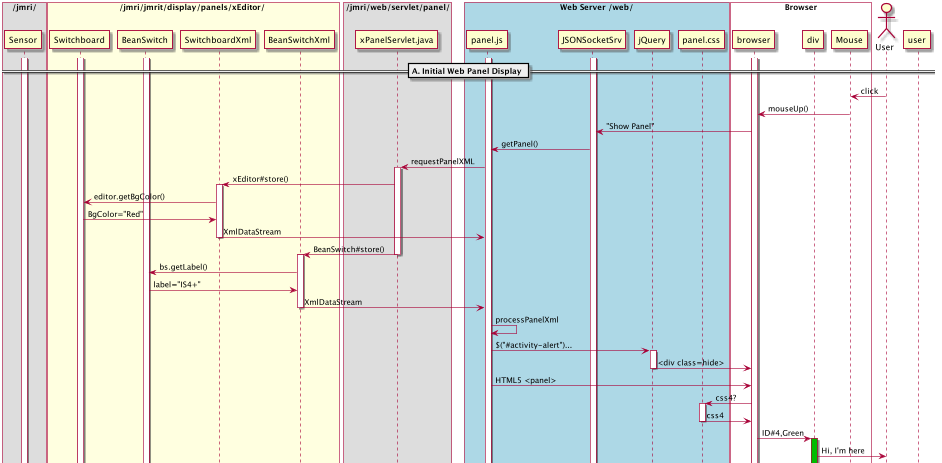 /jmri/
/jmri/jmrit/display/panels/xEditor/
/jmri/web/servlet/panel/
Web Server /web/
Browser
Sensor
Switchboard
BeanSwitch
SwitchboardXml
BeanSwitchXml
xPanelServlet.java
panel.js
JSONSocketSrv
jQuery
panel.css
browser
div
Mouse
User
user
A. Initial Web Panel Display
click
mouseUp()
"Show Panel"
getPanel()
requestPanelXML
xEditor#store()
editor.getBgColor()
BgColor="Red"
XmlDataStream
BeanSwitch#store()
bs.getLabel()
label="IS4+"
XmlDataStream
processPanelXml
$("#activity-alert")...
<div class=hide>
HTML5 <panel>
css4?
css4
ID#4,Green
Hi, I'm here